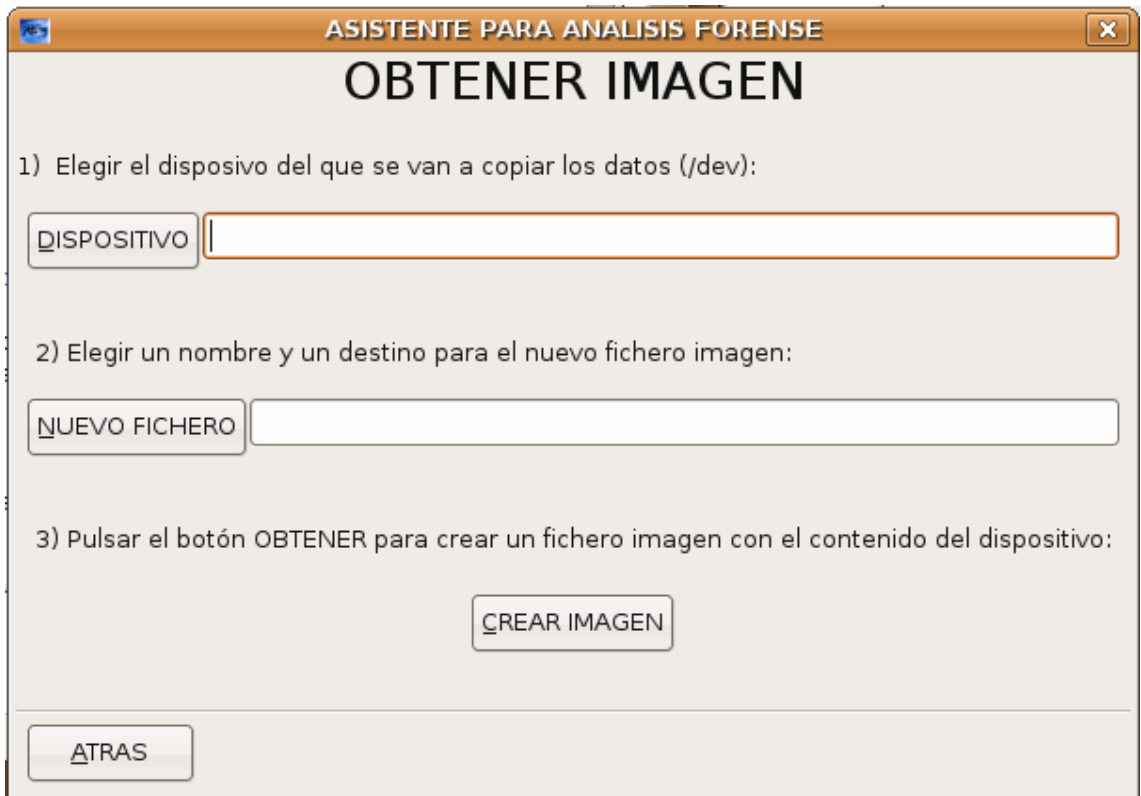 ASISTENTE PARA ANALISIS FORENSE
OBTENER IMAGEN
1) Elegir el disposivo del que se van a copiar los datos (/dev):
DISPOSITIVO
2) Elegir un nombre y un destino para el nuevo fichero imagen:
NUEVO FICHERO
3) Pulsar el botón OBTENER para crear un fichero imagen con el contenido del dispositivo:
CREAR IMAGEN
ATRAS